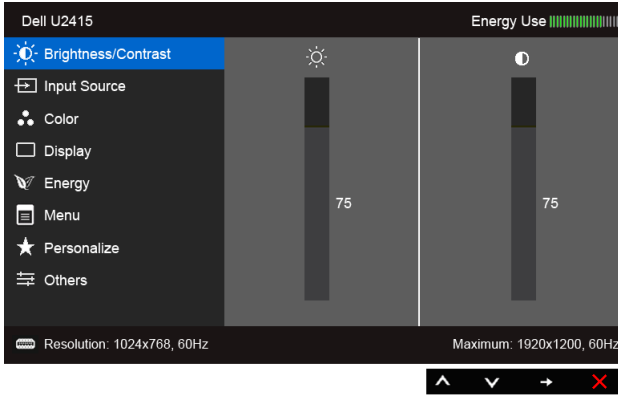 Dell U2415
Energy Use
Brightness/Contrast
Input Source
Color
Display
Energy
Menu
Personalize
Others
75
75
Resolution: 1024x768, 60Hz
Maximum: 1920x1200, 60Hz